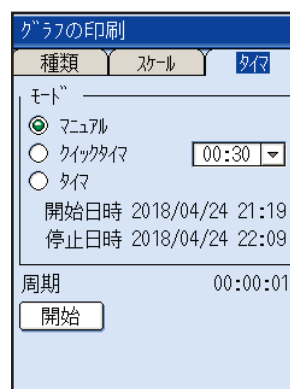 グラフの印刷
種類 スケール タイマ
モード
マニュアル
クイックタイマ 00:30
タイマ
開始日時 2018/04/24 21:19
停止日時 2018/04/24 22:09
周期 00:00:01
開始